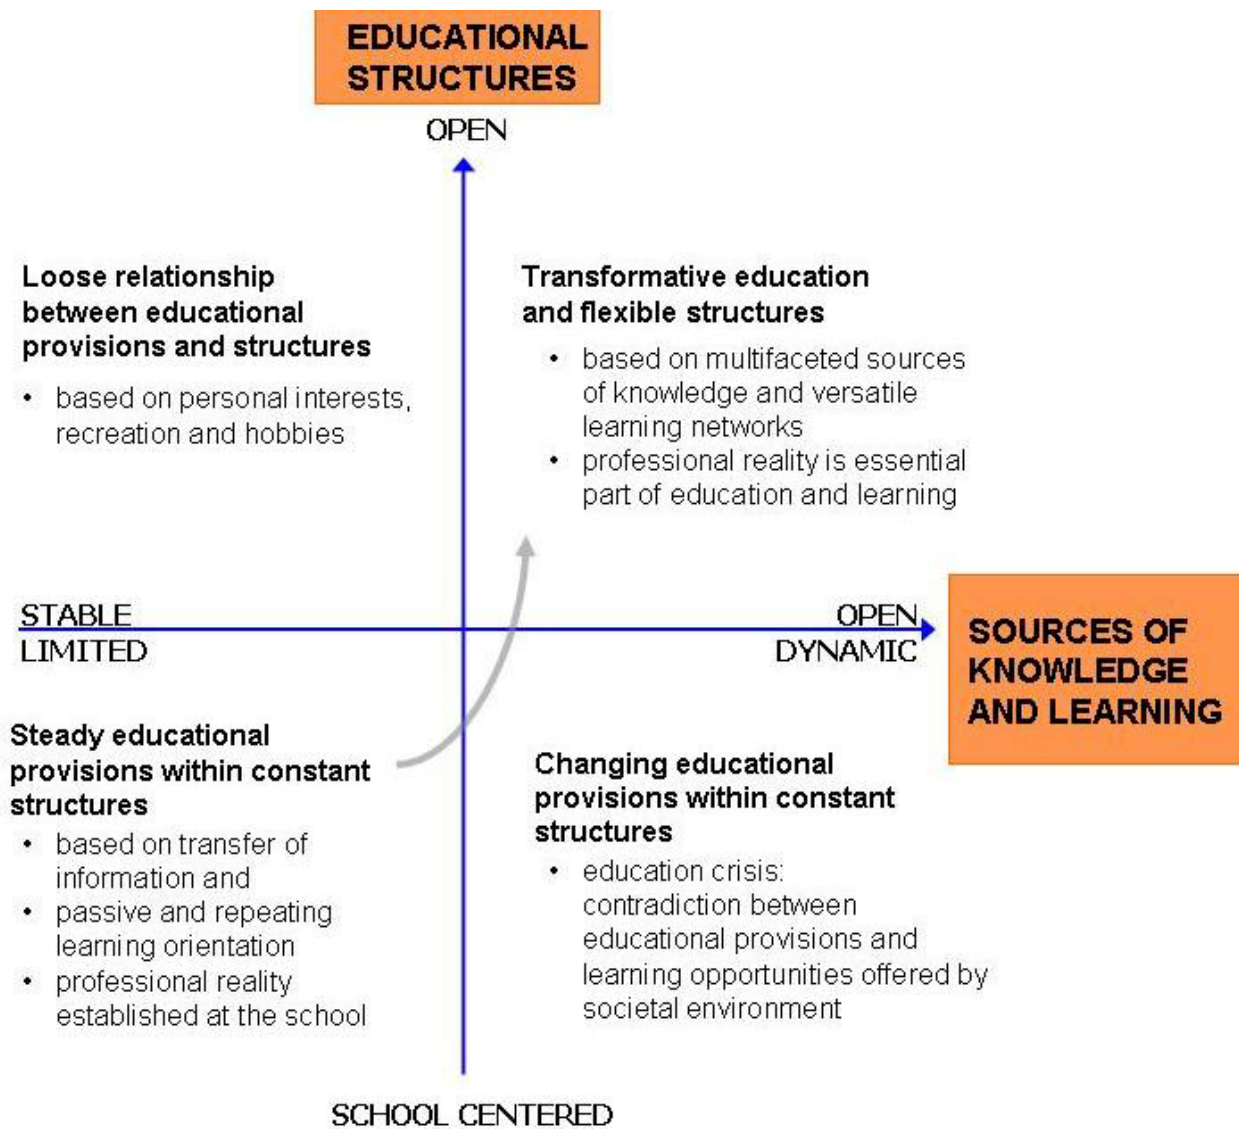 EDUCATIONAL
STRUCTURES
OPEN
Loose relationship
between educational
provisions and structures
• based on personal interests,
recreation and hobbies
Transformative education
and flexible structures
• based on multifaceted sources
of knowledge and versatile
learning networks
• professional reality is essential
part of education and learning
STABLE
LIMITED
OPEN
DYNAMIC
SOURCES OF
KNOWLEDGE
AND LEARNING
Steady educational
provisions within constant
structures
• based on transfer of
information and
• passive and repeating
learning orientation
• professional reality
established at the school
Changing educational
provisions within constant
structures
• education crisis:
contradiction between
educational provisions and
learning opportunities offered by
societal environment
SCHOOL CENTERED